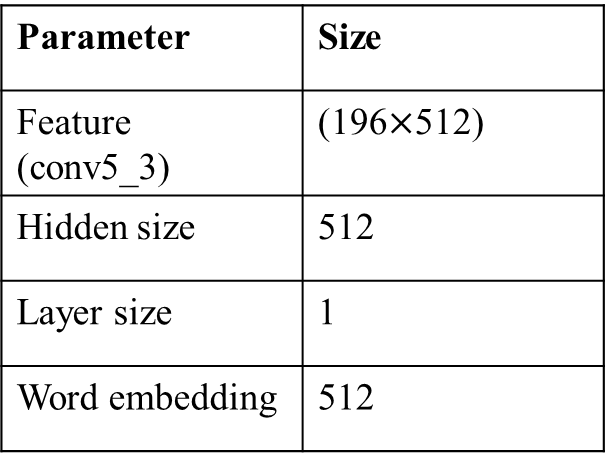 Parameter Size
Feature (196×512)
(conv5_3)
Hidden size 512
Layer size 1
Word embedding 512